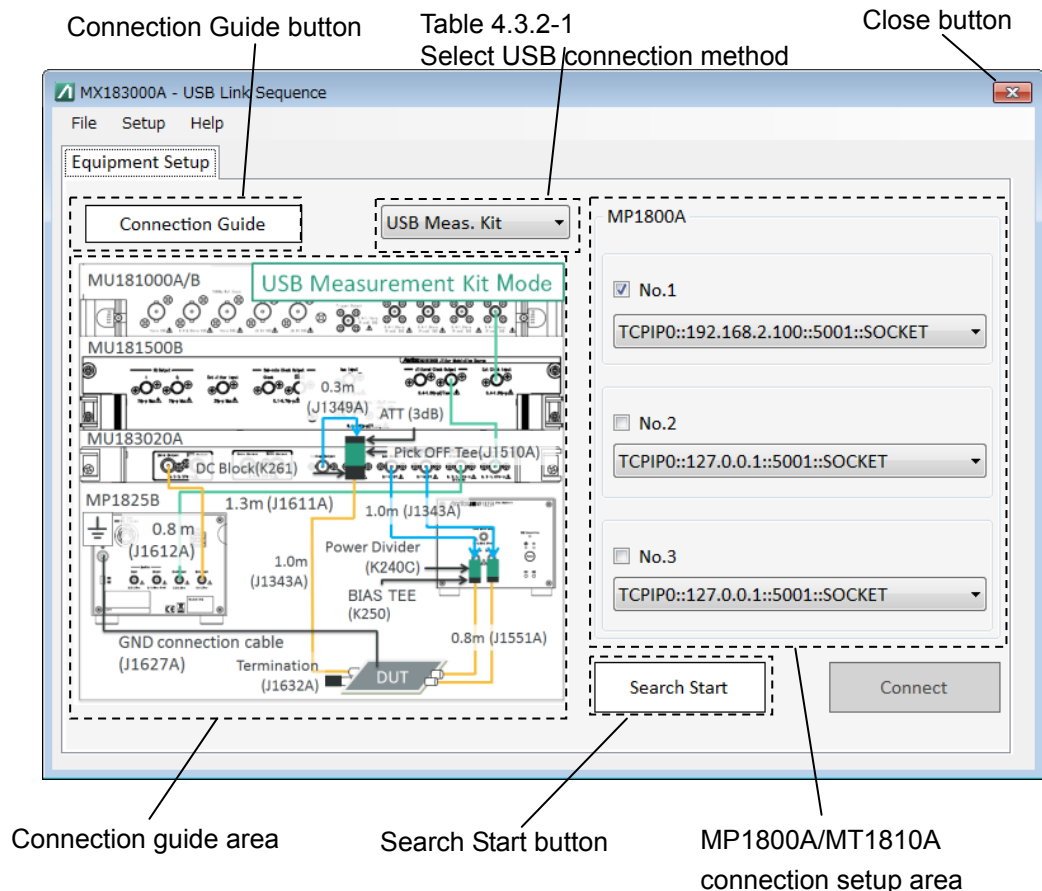 Connection Guide button
Table 4.3.2-1
Select USB connection method
Close button
MX183000A - USB Link Sequence
File Setup Help
Equipment Setup
Connection Guide
USB Meas. Kit
MU181000A/B
USB Measurement Kit Mode
MU181500B
0.3m
(J1349A)
ATT (3dB)
MU183020A
Pick OFF Tee(J1510A)
DC Block(K261)
MP1825B
1.3m (J1611A)
1.0m (J1343A)
0.8 m
(J1612A)
1.0m
(J1343A)
Power Divider
(K240C)
BIAS TEE
(K250)
GND connection cable
(J1627A)
0.8m (J1551A)
Termination
(J1632A)
DUT
MP1800A
No.1
TCPIP0::192.168.2.100::5001::SOCKET
No.2
TCPIP0::127.0.0.1::5001::SOCKET
No.3
TCPIP0::127.0.0.1::5001::SOCKET
Search Start
Connect
Connection guide area
Search Start button
MP1800A/MT1810A
connection setup area